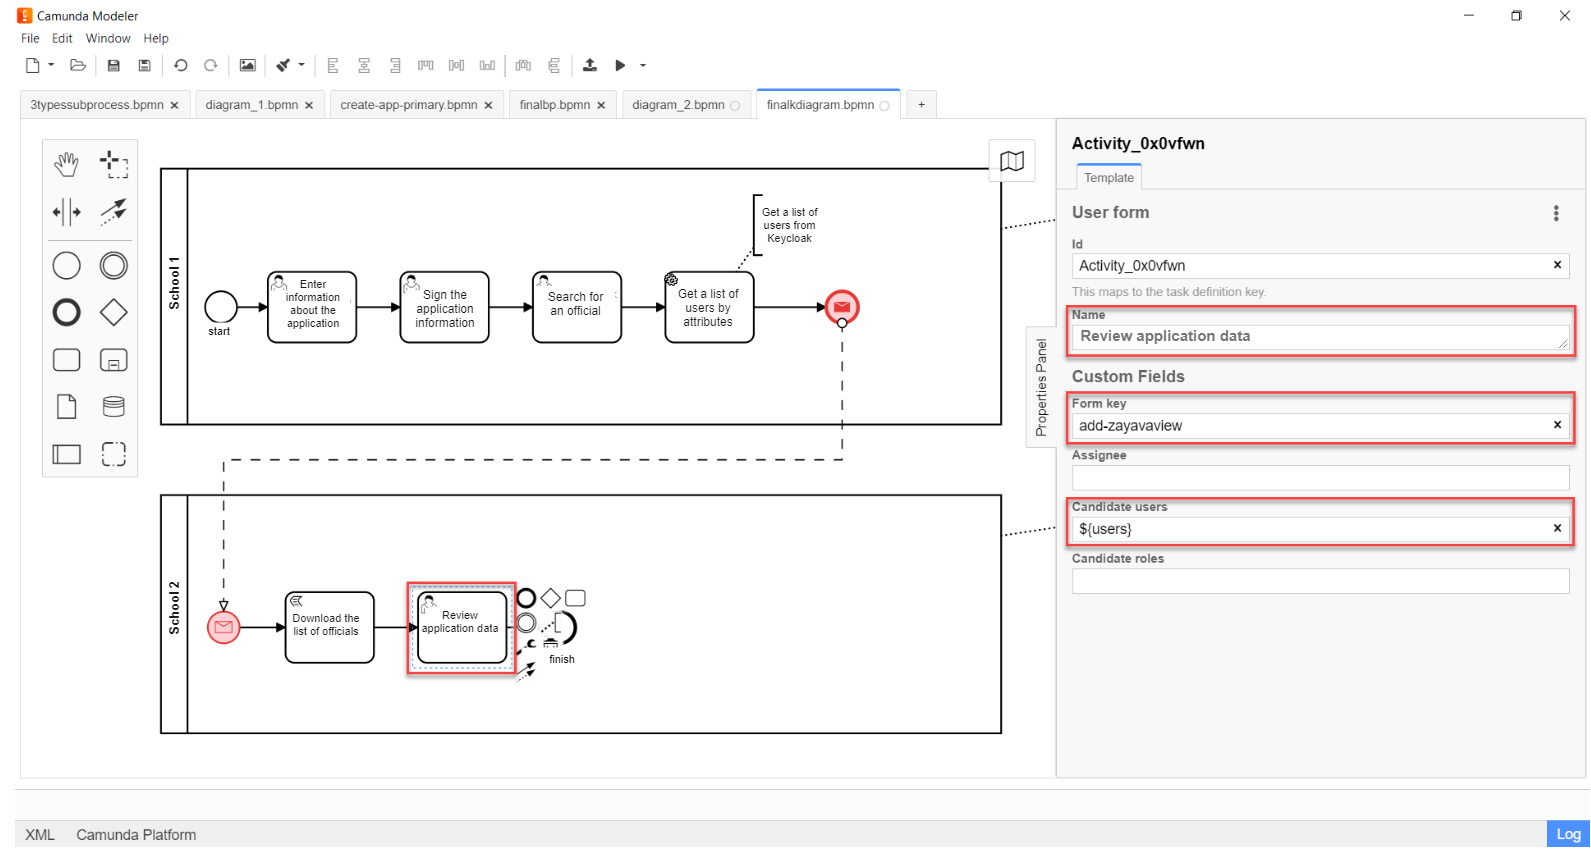 Camunda Modeler
File Edit Window Help
3typessubprocess.bpmn
diagram_1.bpmn
create-app-primary.bpmn
finalbp.bpmn
diagram_2.bpmn
finalkdiagram.bpmn
+
School 1
start
Enter
information
about the
application
Sign the
application
information
Search for
an official
Get a list of
users by
attributes
Get a list of
users from
Keycloak
School 2
Download the
list of officials
Review
application data
finish
Properties Panel
Activity_0x0vfwn
Template
User form
Id
Activity_0x0vfwn
This maps to the task definition key.
Name
Review application data
Custom Fields
Form key
add-zayavaview
Assignee
Candidate users
${users}
Candidate roles
XML Camunda Platform
Log